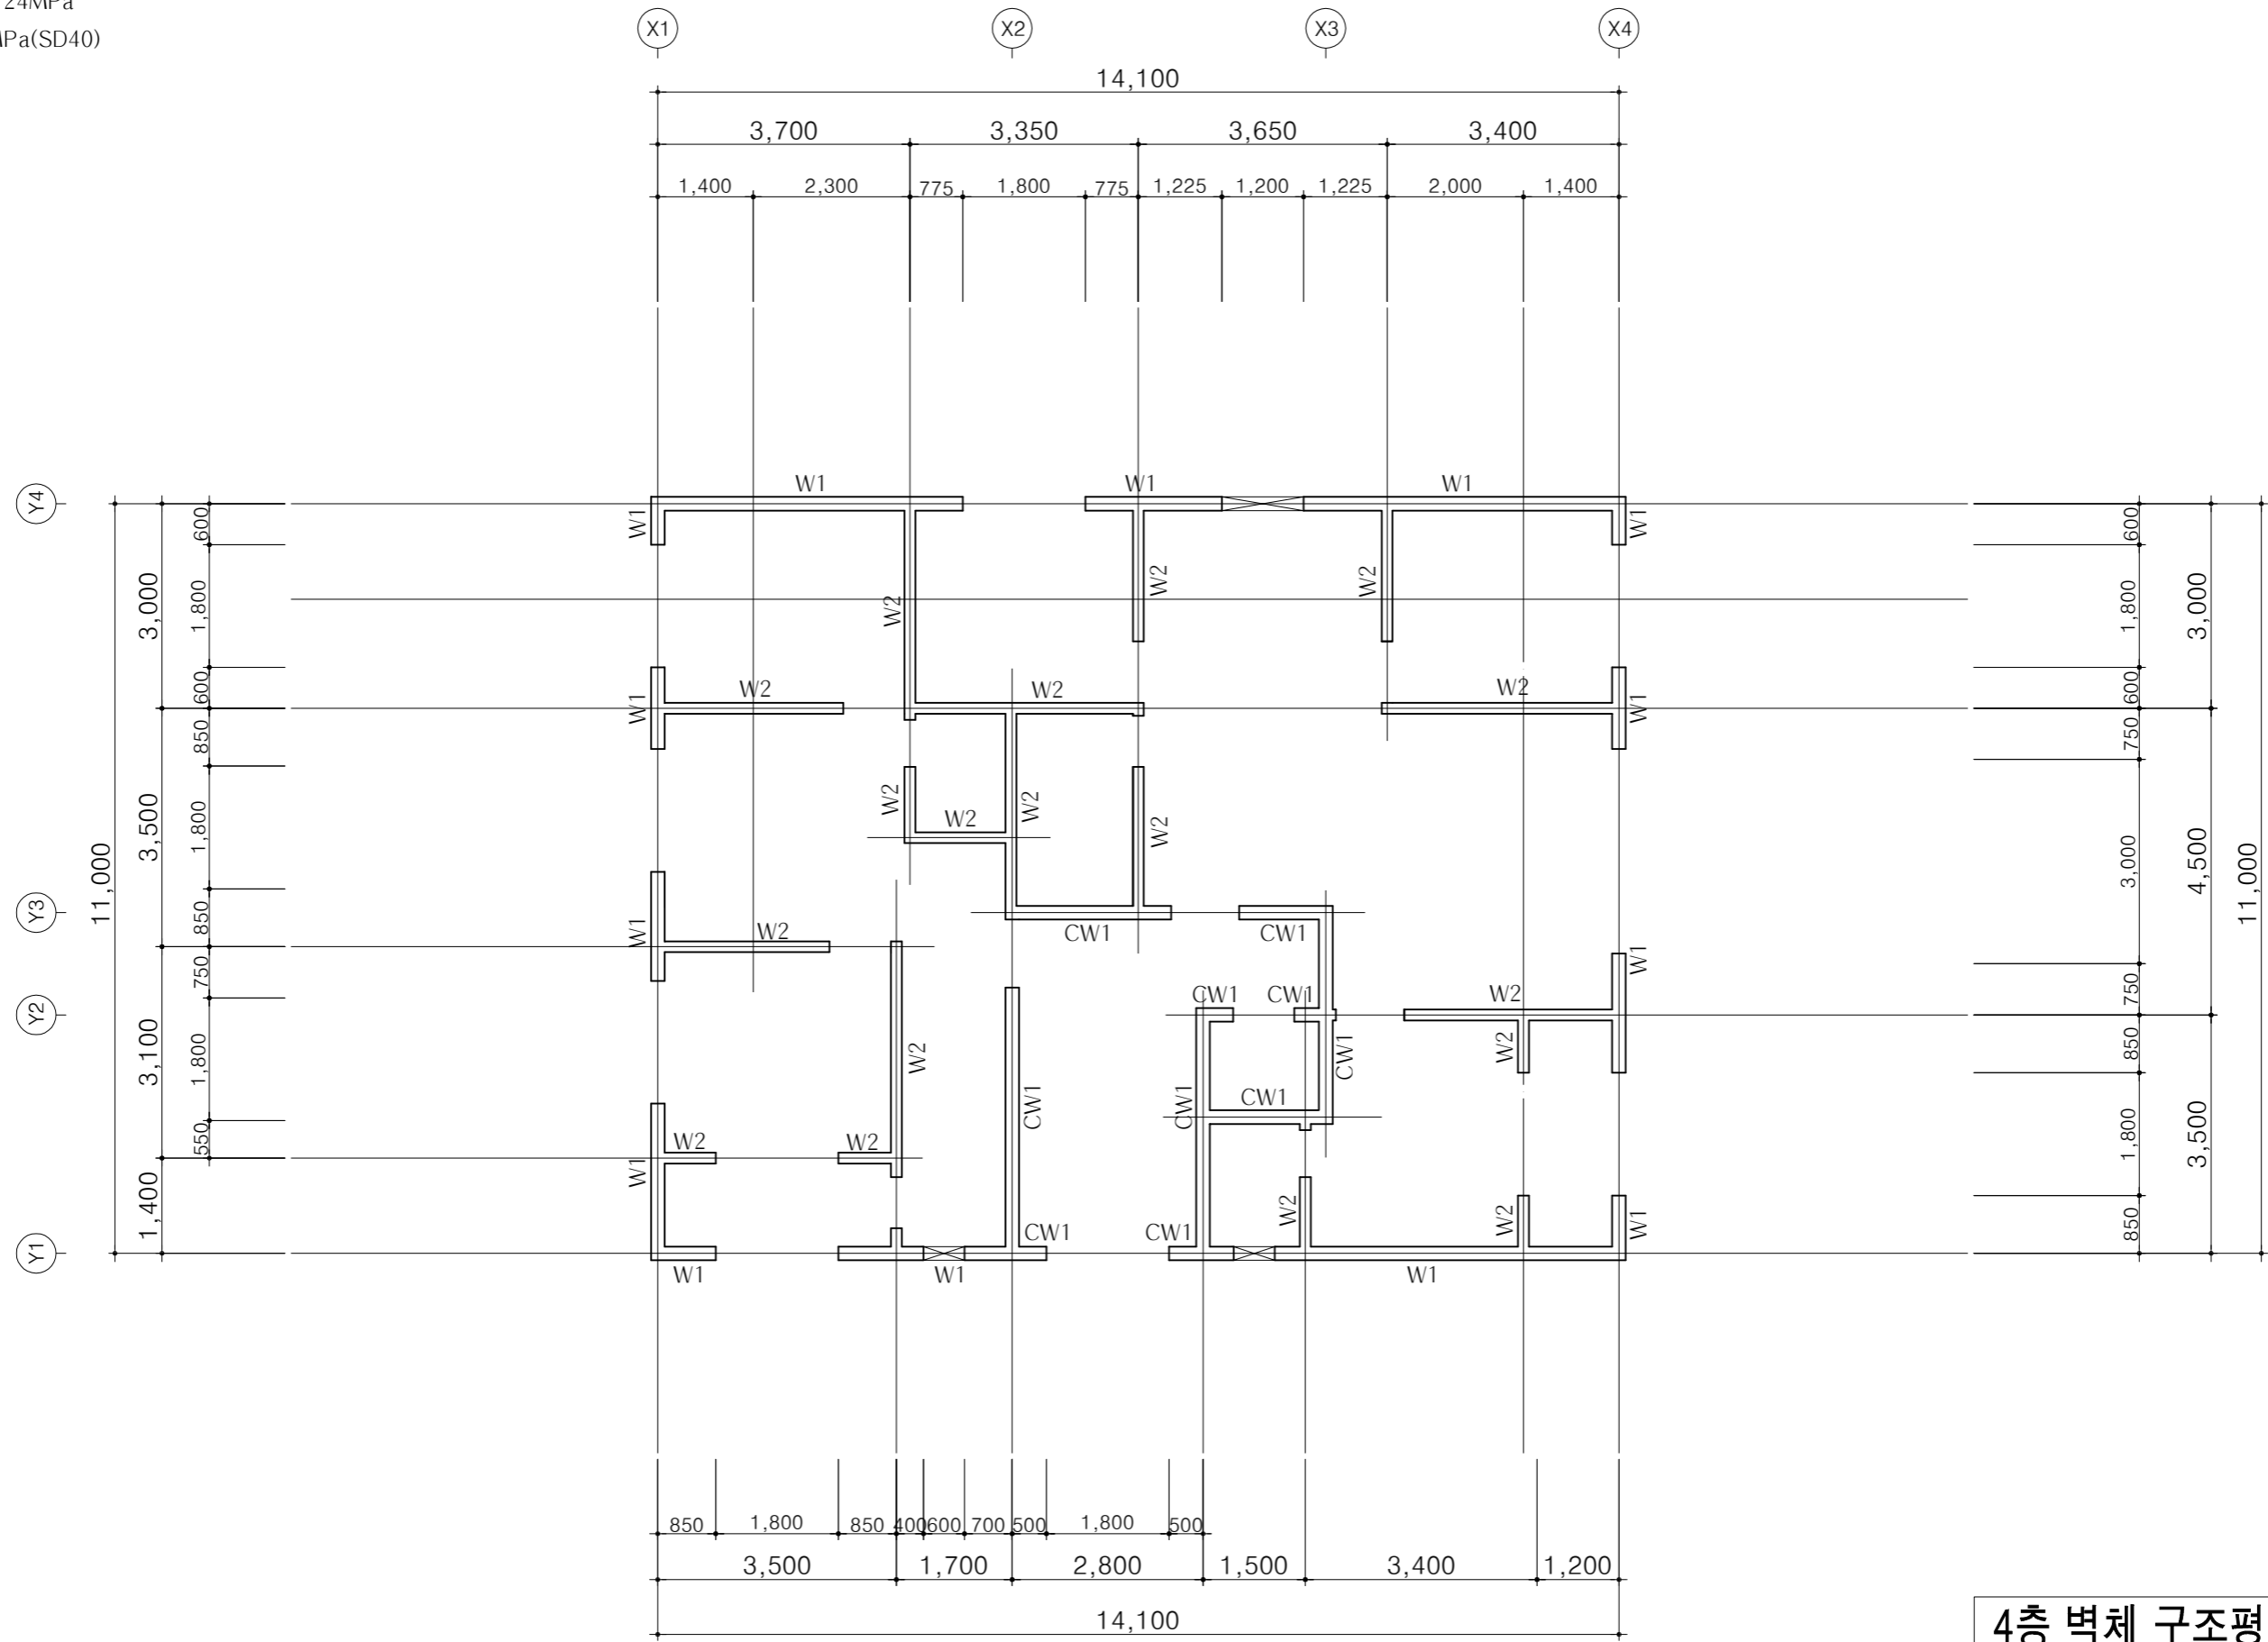 24MPa
MPa(SD40)
X1 X2 X3 X4
14,100
3,700 3,350 3,650 3,400
1,400 2,300 775 1,800 775 1,225 1,200 1,225 2,000 1,400
Y4
Y3
Y2
Y1
11,000
3,000
3,500
3,100
1,400
600
1,800
600
850
1,800
850
750
1,800
550
W1 W1 W1
W1 W1
W2 W2 W2
W1 W2 W2 W2 W1
W2 W2 W2 W2
W1 W2 CW1 CW1 W1
CW1 CW1 W2
W2 W2 CW1
CW1 CW1 CW1
W2 W2
W1 W2 W2 W1
CW1 CW1
W1 W1 W1
600
1,800
600
750
3,000
750
850
1,800
850
3,000
4,500
3,500
11,000
850 1,800 850 400 600 700 500 1,800 500
3,500 1,700 2,800 1,500 3,400 1,200
14,100
4층 벽체 구조평